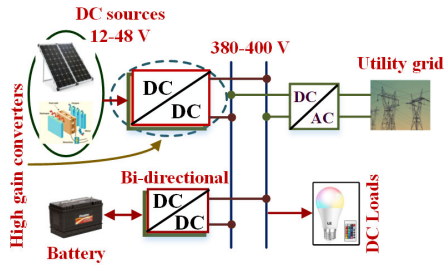 DC sources
12-48 V
380-400 V
Utility grid
DC
DC
DC
AC
High gain converters
Bi-directional
DC
DC
Battery
DC Loads